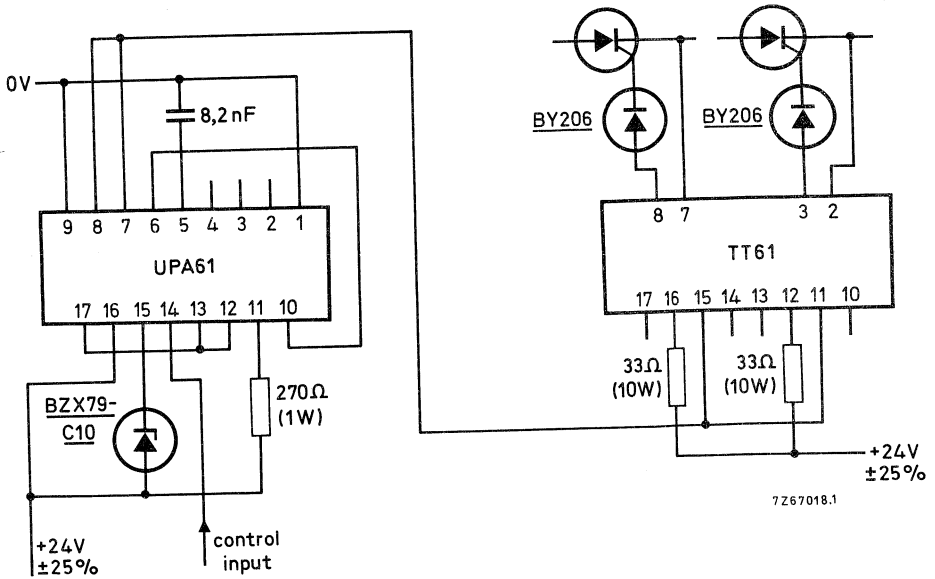 0V
8,2 nF
9 8 7 6 5 4 3 2 1
UPA61
17 16 15 14 13 12 11 10
BZX79-
C10
270Ω
(1W)
+24V
±25%
control
input
BY206
BY206
8 7 3 2
TT61
17 16 15 14 13 12 11 10
33Ω
(10W)
33Ω
(10W)
+24V
±25%
7Z67018.1